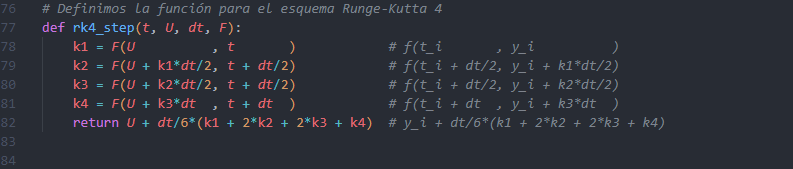 76 # Definimos la función para el esquema Runge-Kutta 4
77 def rk4_step(t, U, dt, F):
78     k1 = F(U           , t       )            # f(t_i       , y_i          )
79     k2 = F(U + k1*dt/2, t + dt/2)            # f(t_i + dt/2, y_i + k1*dt/2)
80     k3 = F(U + k2*dt/2, t + dt/2)            # f(t_i + dt/2, y_i + k2*dt/2)
81     k4 = F(U + k3*dt  , t + dt  )            # f(t_i + dt  , y_i + k3*dt  )
82     return U + dt/6*(k1 + 2*k2 + 2*k3 + k4)  # y_i + dt/6*(k1 + 2*k2 + 2*k3 + k4)
83
84